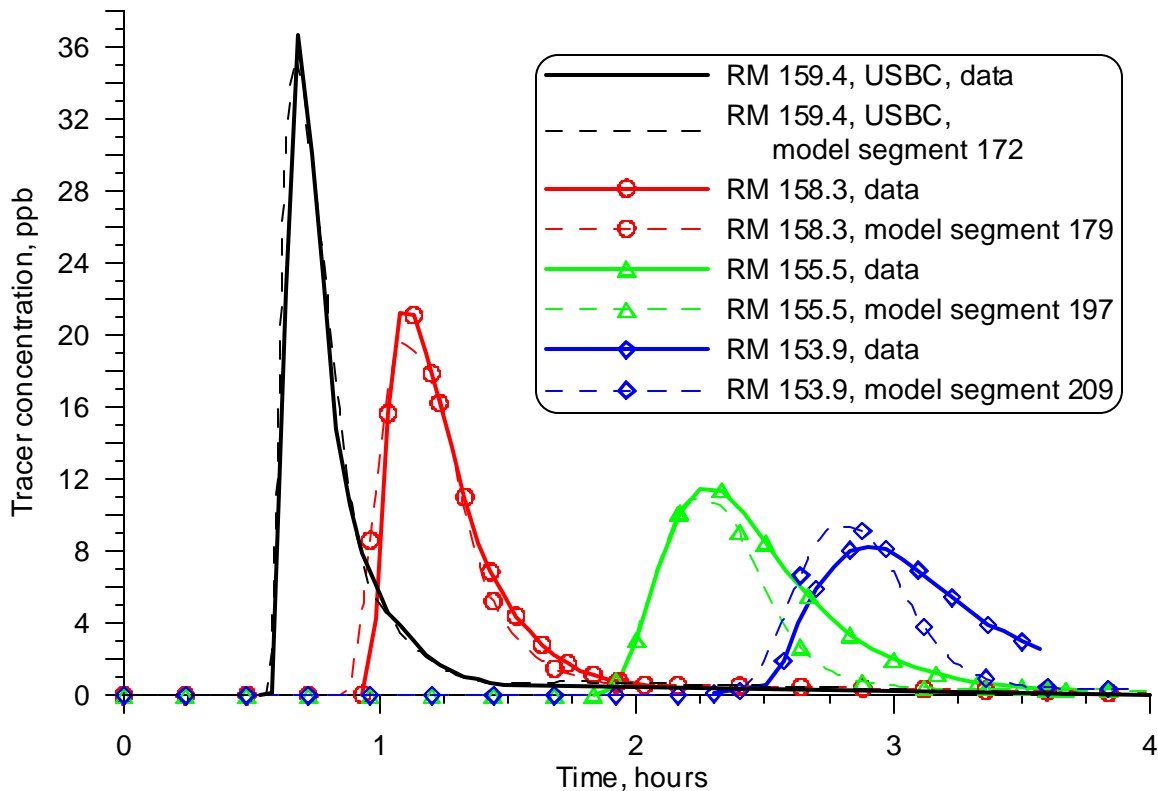 36
32
28
24
20
16
12
8
4
0
Tracer concentration, ppb
RM 159.4, USBC, data
RM 159.4, USBC,
model segment 172
RM 158.3, data
RM 158.3, model segment 179
RM 155.5, data
RM 155.5, model segment 197
RM 153.9, data
RM 153.9, model segment 209
0 1 2 3 4
Time, hours